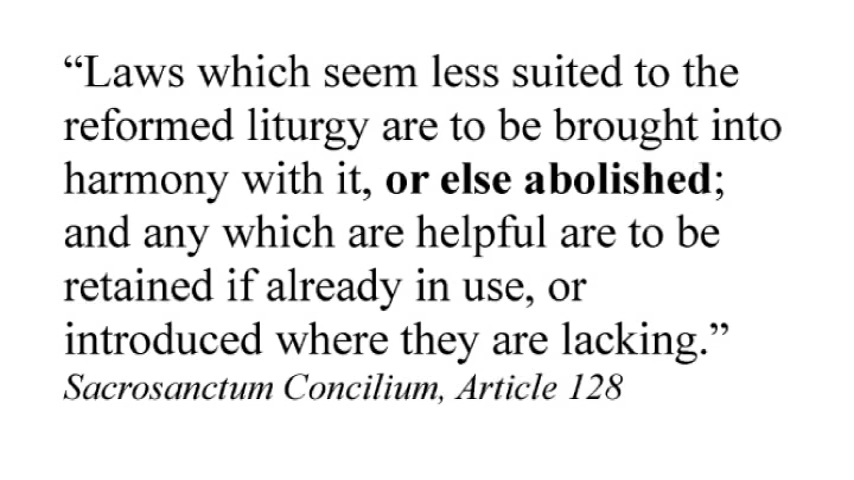 “Laws which seem less suited to the
reformed liturgy are to be brought into
harmony with it, or else abolished;
and any which are helpful are to be
retained if already in use, or
introduced where they are lacking.”
Sacrosanctum Concilium, Article 128